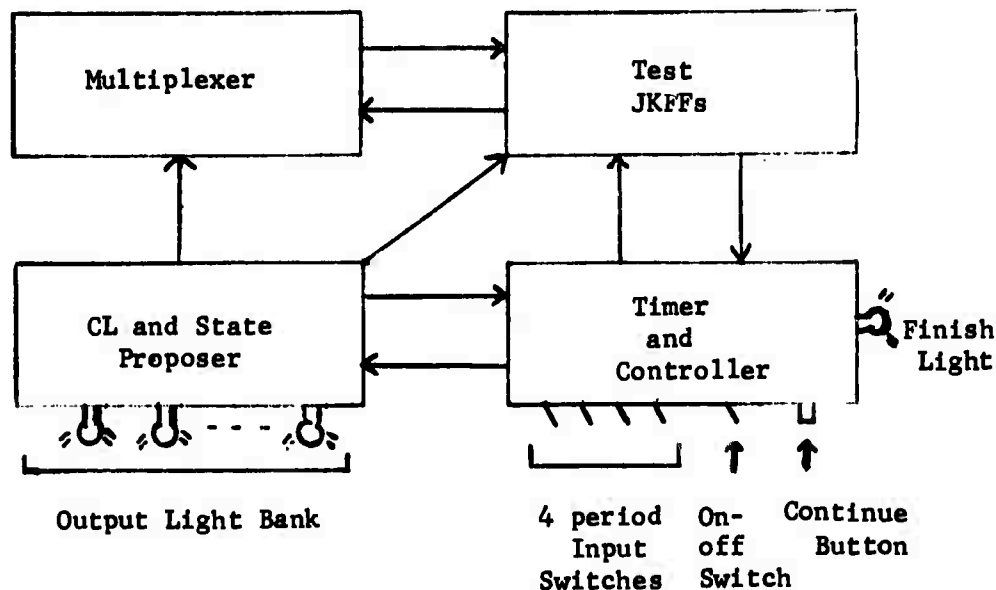 Multiplexer
Test
JKFFs
CL and State
Proposer
Timer
and
Controller
Finish
Light
Output Light Bank
4 period
Input
Switches
On-
off
Switch
Continue
Button